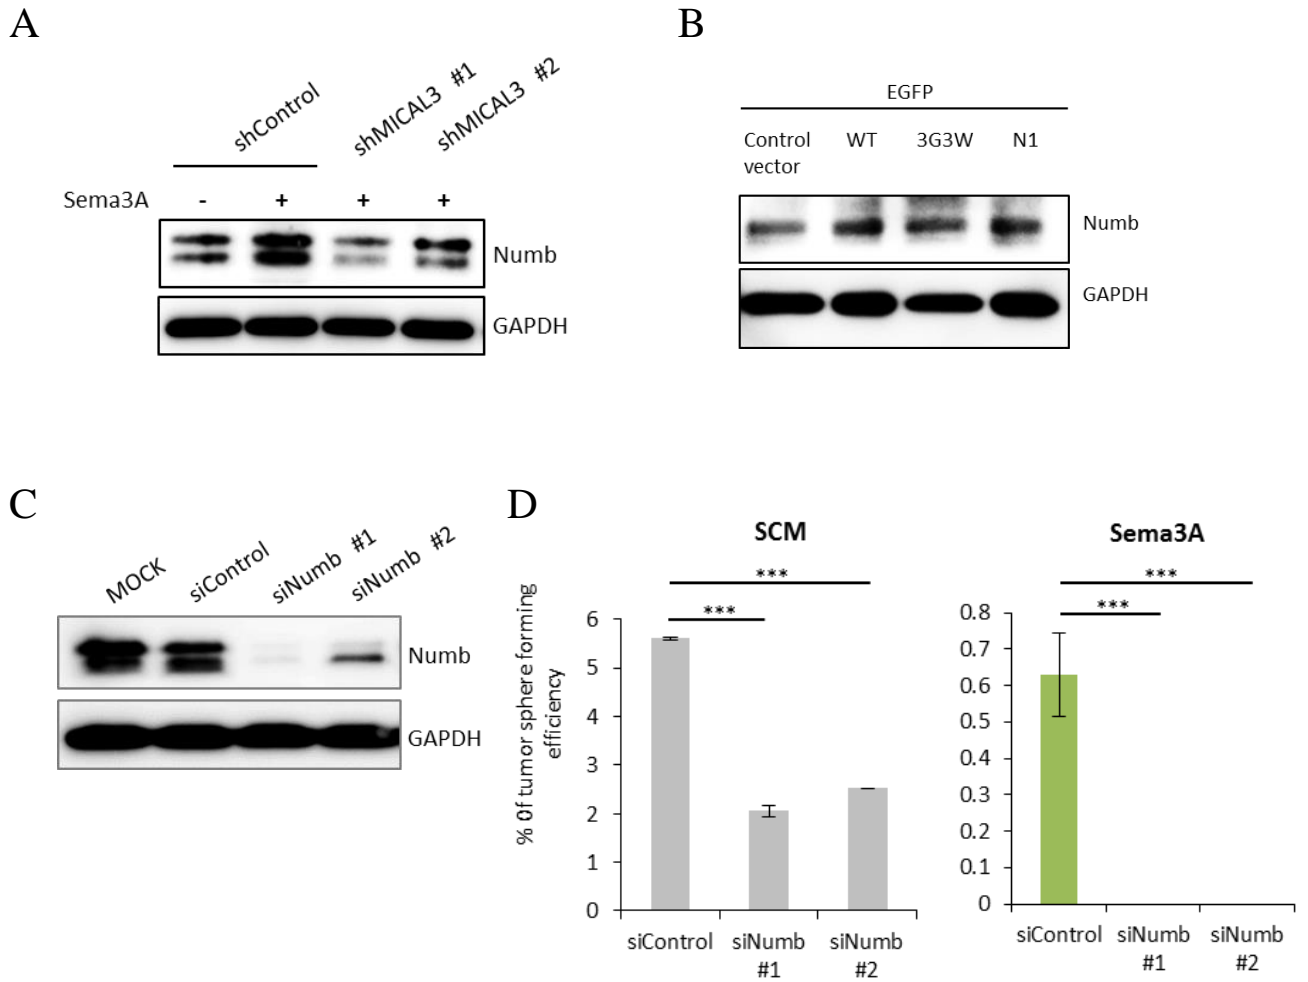 A
shControl
shMICAL3 #1
shMICAL3 #2
Sema3A - + + +
Numb
GAPDH
B
EGFP
Control vector WT 3G3W N1
Numb
GAPDH
C
MOCK
siControl
siNumb #1
siNumb #2
Numb
GAPDH
D
SCM
***
***
% 0f tumor sphere forming
efficiency
6
5
4
3
2
1
0
siControl siNumb siNumb
#1 #2
Sema3A
***
***
0.8
0.7
0.6
0.5
0.4
0.3
0.2
0.1
0
siControl siNumb siNumb
#1 #2